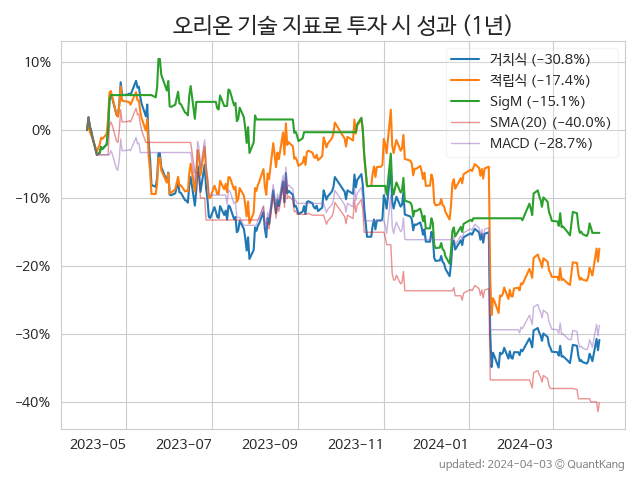 오리온 기술 지표로 투자 시 성과 (1년)
10%
0%
−10%
−20%
−30%
−40%
거치식 (−30.8%)
적립식 (−17.4%)
SigM (−15.1%)
SMA(20) (−40.0%)
MACD (−28.7%)
2023-05 2023-07 2023-09 2023-11 2024-01 2024-03
updated: 2024-04-03 © QuantKang